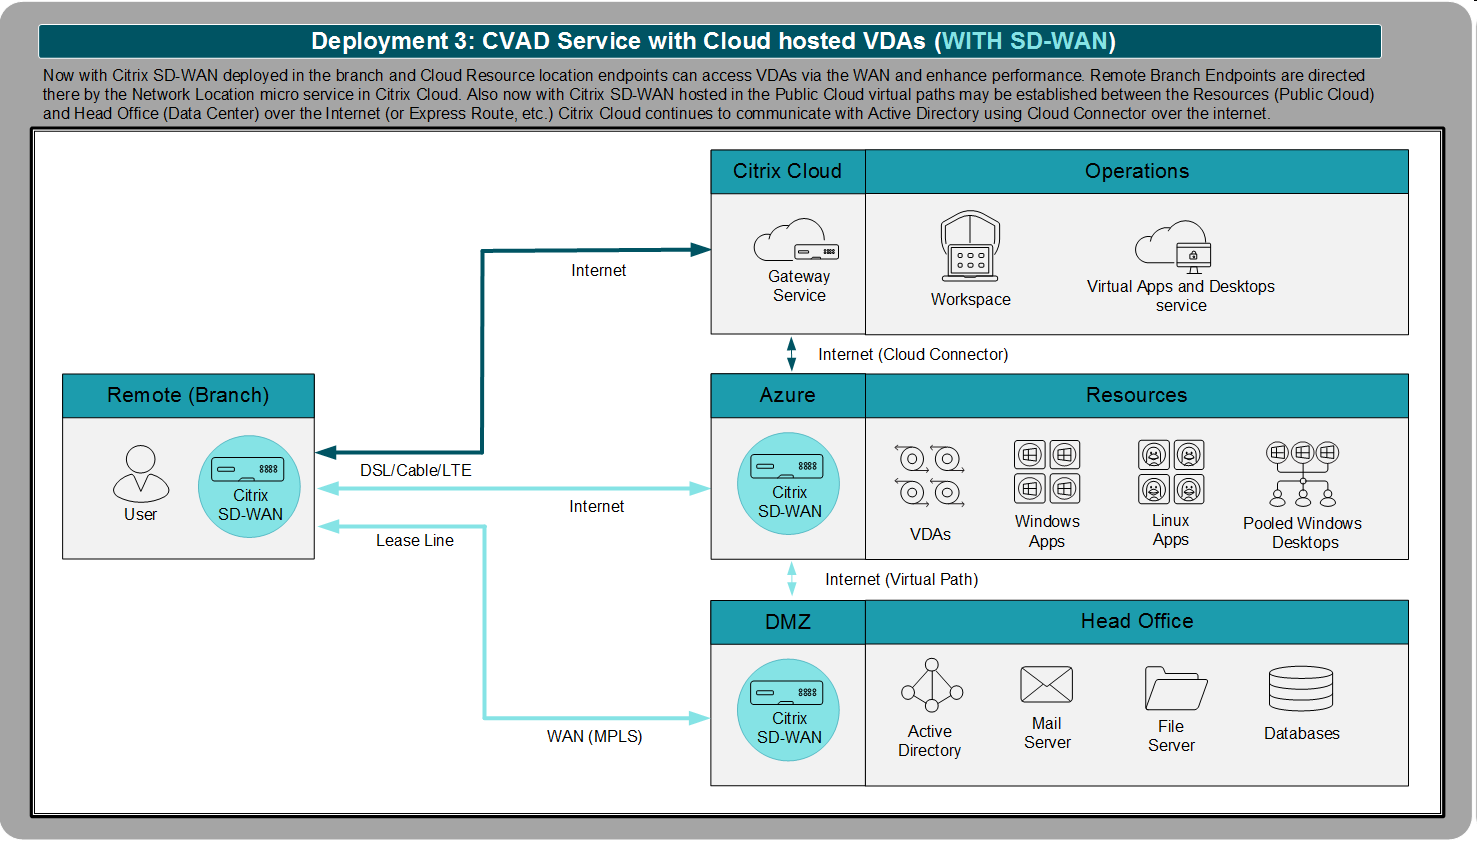 Deployment 3: CVAD Service with Cloud hosted VDAs (WITH SD-WAN)
Now with Citrix SD-WAN deployed in the branch and Cloud Resource location endpoints can access VDAs via the WAN and enhance performance. Remote Branch Endpoints are directed
there by the Network Location micro service in Citrix Cloud. Also now with Citrix SD-WAN hosted in the Public Cloud virtual paths may be established between the Resources (Public Cloud)
and Head Office (Data Center) over the Internet (or Express Route, etc.) Citrix Cloud continues to communicate with Active Directory using Cloud Connector over the internet.
Citrix Cloud
Operations
Internet
Gateway
Service
Workspace
Virtual Apps and Desktops
service
Internet (Cloud Connector)
Remote (Branch)
User
Citrix
SD-WAN
DSL/Cable/LTE
Internet
Lease Line
Azure
Resources
Citrix
SD-WAN
VDAs
Windows
Apps
Linux
Apps
Pooled Windows
Desktops
Internet (Virtual Path)
DMZ
Head Office
WAN (MPLS)
Citrix
SD-WAN
Active
Directory
Mail
Server
File
Server
Databases